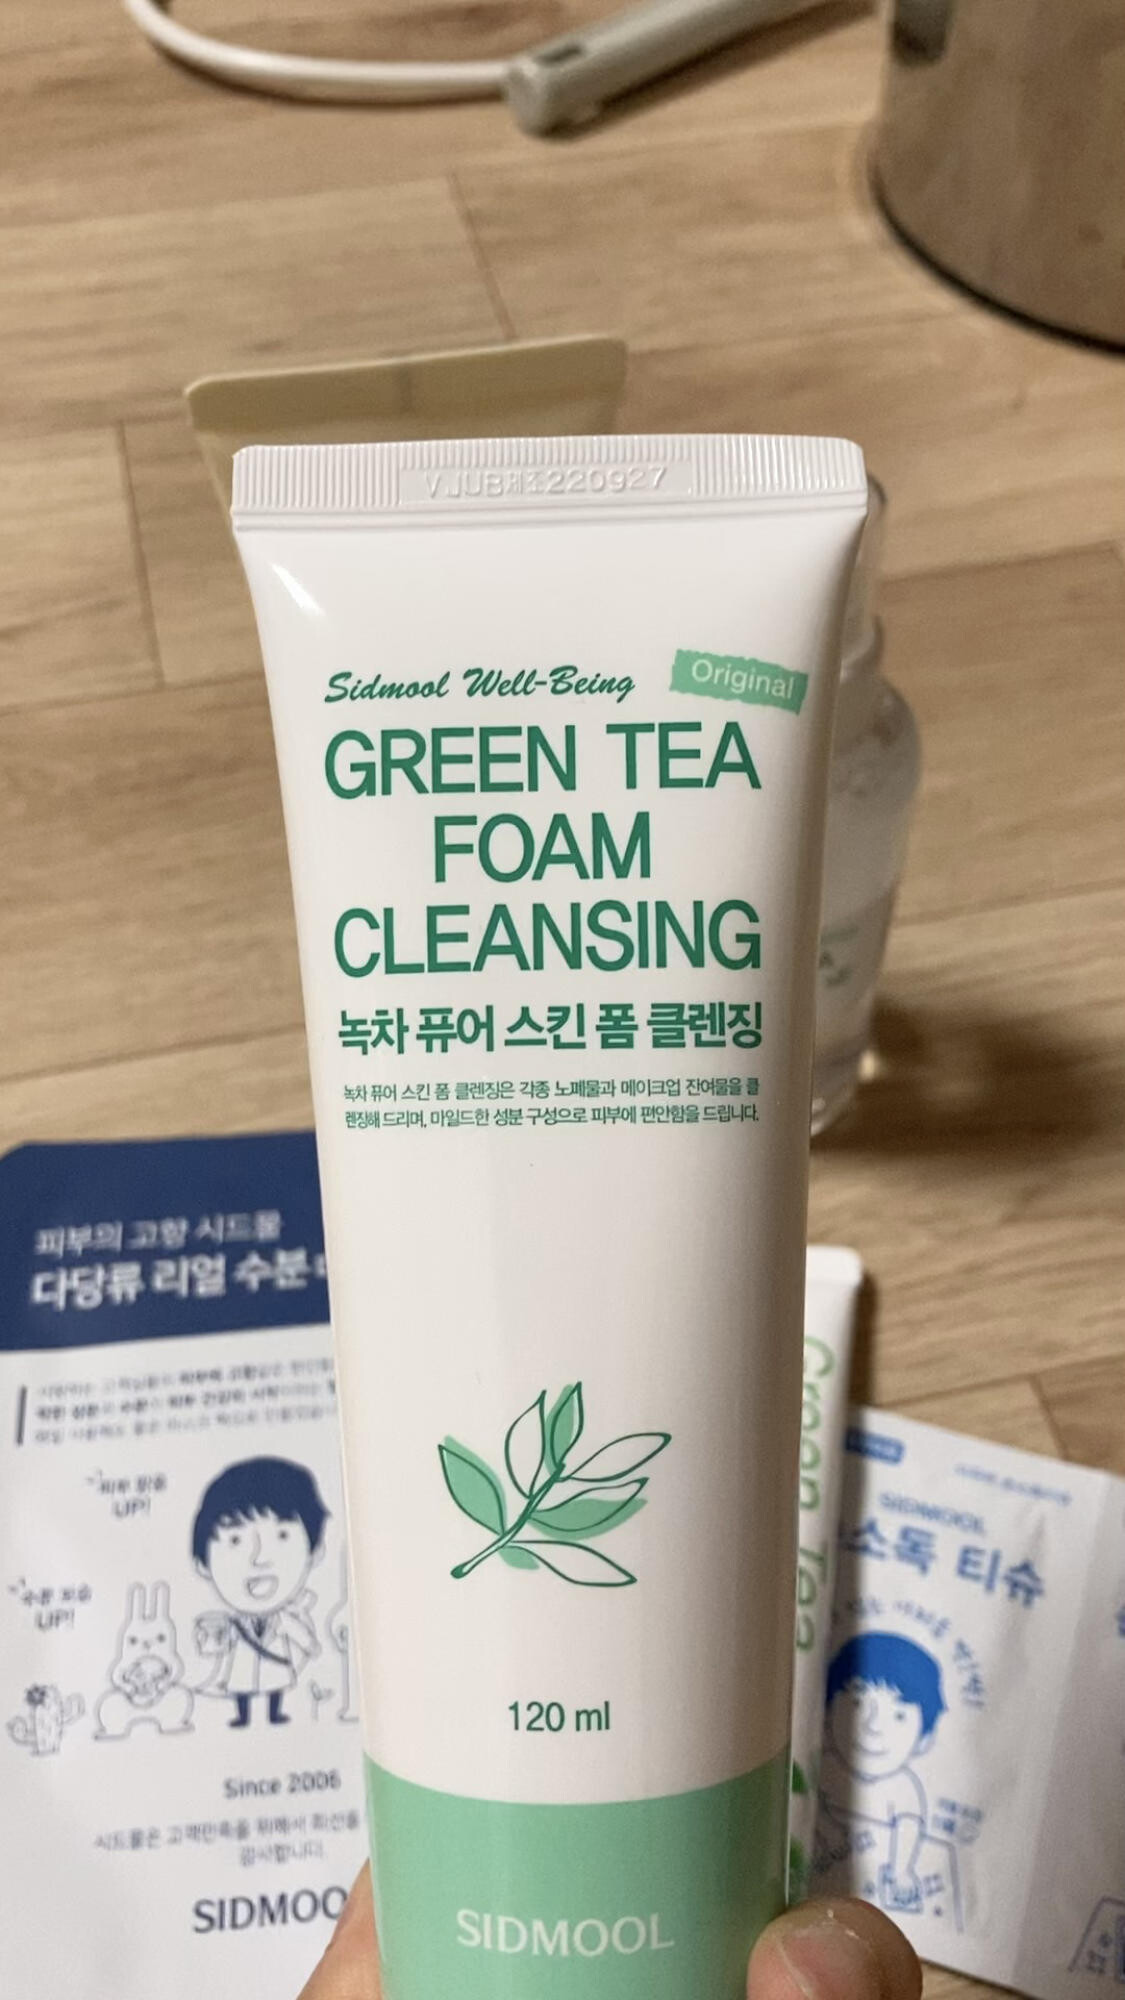 VJUB제조220927
Sidmool Well-Being
Original
GREEN TEA
FOAM
CLEANSING
녹차 퓨어 스킨 폼 클렌징
녹차 퓨어 스킨 폼 클렌징은 각종 노폐물과 메이크업 잔여물을 클
렌징해 드리며, 마일드한 성분 구성으로 피부에 편안함을 드립니다.
120 ml
SIDMOOL
피부의 고향 시드물
다당류 리얼 수분
피부 맑음
UP!
수분 보습
UP!
Since 2006
시드물은 고객만족을 위해서 최선을
감사합니다.
SIDMOO
Green Tea
SIDMOOL
소독 티슈